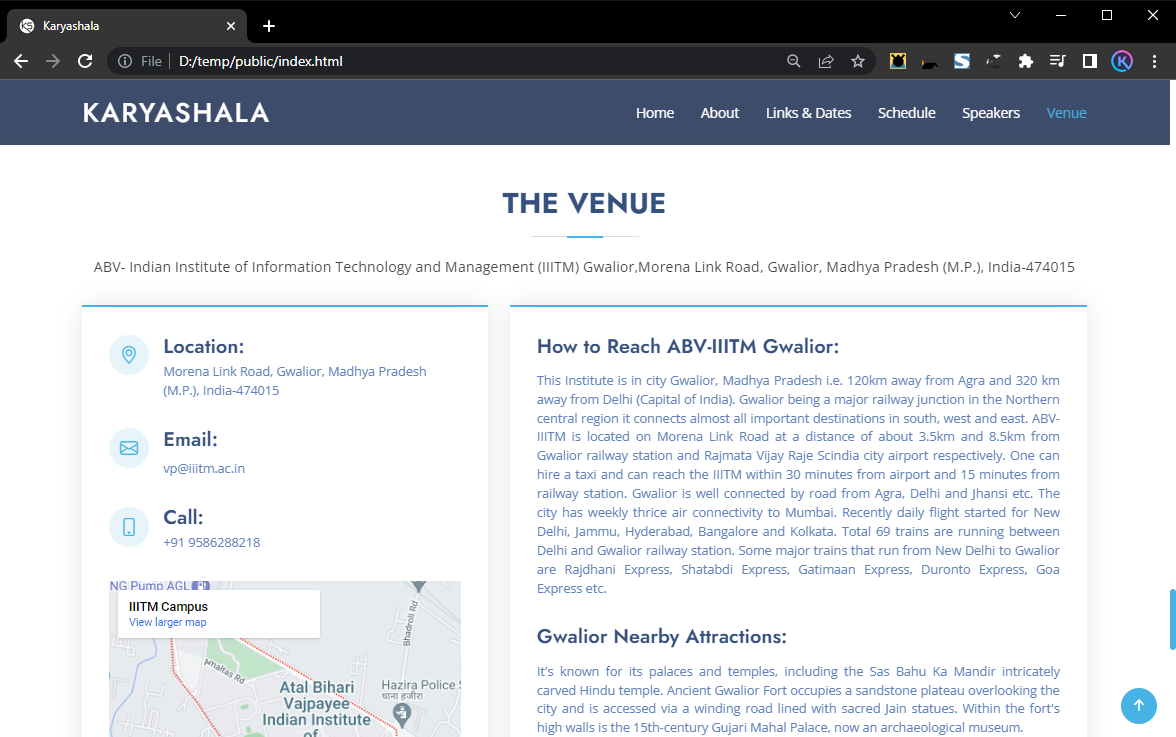 Karyashala
File
D:/temp/public/index.html
KARYASHALA
Home
About
Links & Dates
Schedule
Speakers
Venue
THE VENUE
ABV- Indian Institute of Information Technology and Management (IIITM) Gwalior,Morena Link Road, Gwalior, Madhya Pradesh (M.P.), India-474015
Location:
Morena Link Road, Gwalior, Madhya Pradesh
(M.P.), India-474015
Email:
vp@iiitm.ac.in
Call:
+91 9586288218
NG Pump AGL
IIITM Campus
View larger map
Bhadroli Rd
Amaltas Rd
Atal Bihari
Vajpayee
Indian Institute
of
Hazira Police S
थाना हजीरा
How to Reach ABV-IIITM Gwalior:
This Institute is in city Gwalior, Madhya Pradesh i.e. 120km away from Agra and 320 km
away from Delhi (Capital of India). Gwalior being a major railway junction in the Northern
central region it connects almost all important destinations in south, west and east. ABV-
IIITM is located on Morena Link Road at a distance of about 3.5km and 8.5km from
Gwalior railway station and Rajmata Vijay Raje Scindia city airport respectively. One can
hire a taxi and can reach the IIITM within 30 minutes from airport and 15 minutes from
railway station. Gwalior is well connected by road from Agra, Delhi and Jhansi etc. The
city has weekly thrice air connectivity to Mumbai. Recently daily flight started for New
Delhi, Jammu, Hyderabad, Bangalore and Kolkata. Total 69 trains are running between
Delhi and Gwalior railway station. Some major trains that run from New Delhi to Gwalior
are Rajdhani Express, Shatabdi Express, Gatimaan Express, Duronto Express, Goa
Express etc.
Gwalior Nearby Attractions:
It's known for its palaces and temples, including the Sas Bahu Ka Mandir intricately
carved Hindu temple. Ancient Gwalior Fort occupies a sandstone plateau overlooking the
city and is accessed via a winding road lined with sacred Jain statues. Within the fort's
high walls is the 15th-century Gujari Mahal Palace, now an archaeological museum.